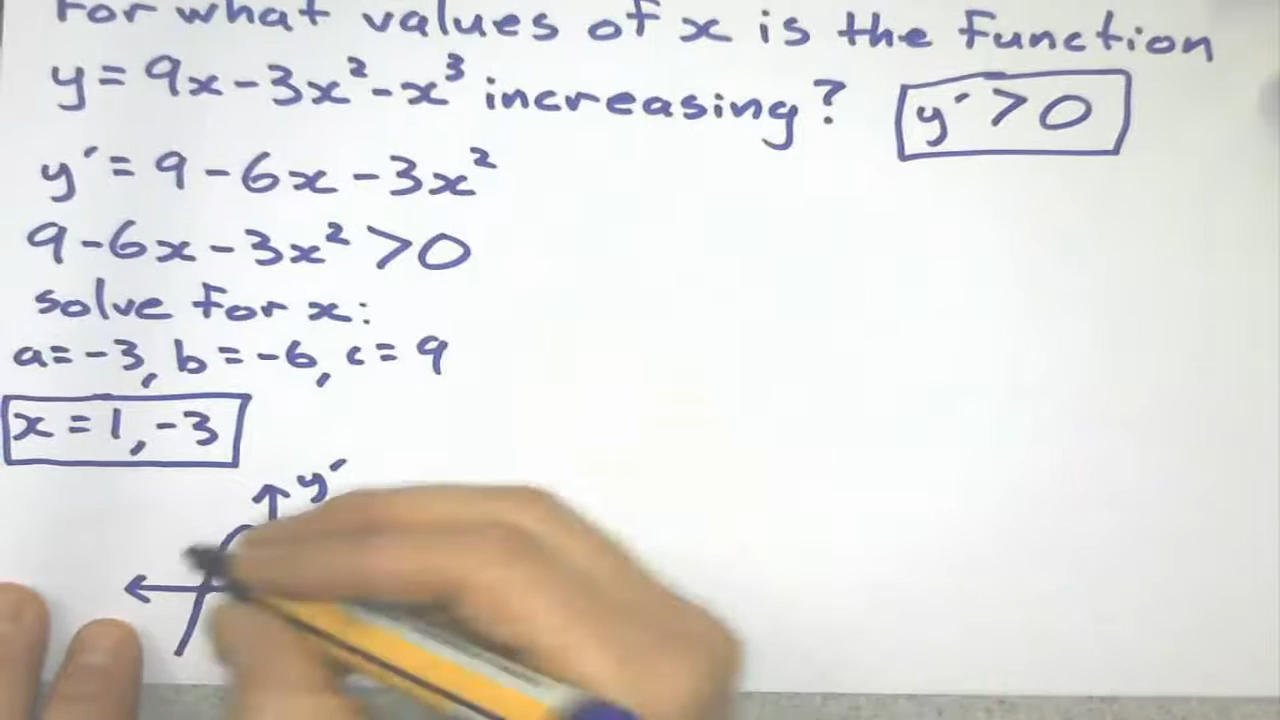 For what values of x is the function
y = 9x - 3x² - x³ increasing? y' > 0
y' = 9 - 6x - 3x²
9 - 6x - 3x² > 0
solve for x:
a = -3, b = -6, c = 9
x = 1, -3
y'